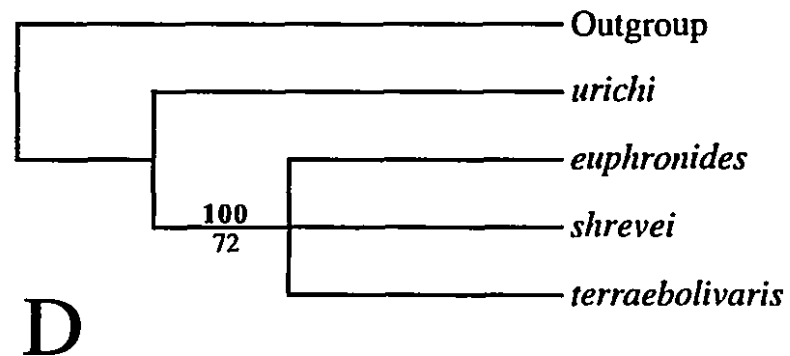 Outgroup
urichi
euphronides
100
shrevei
72
terraebolivaris
D